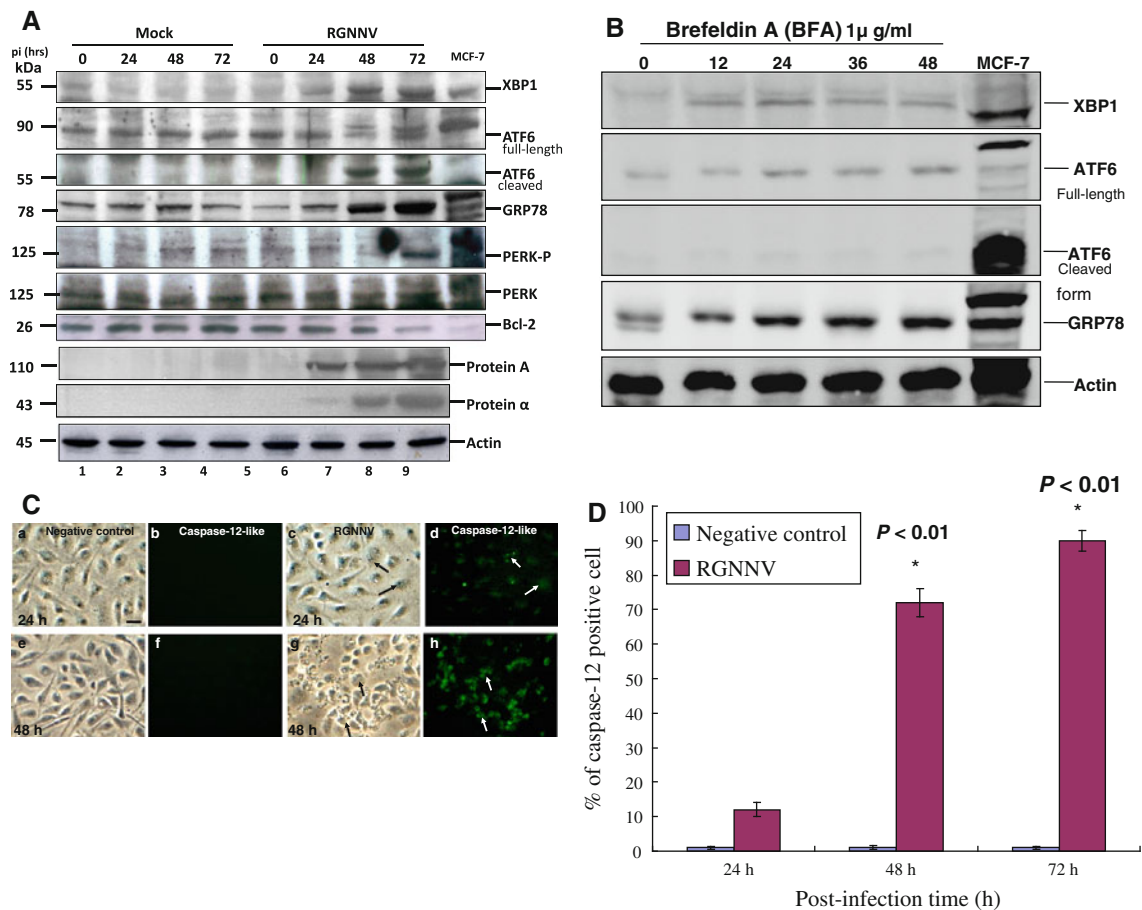 A
Mock RGNNV
pi (hrs) 0 24 48 72 0 24 48 72 MCF-7
kDa
55 XBP1
90 ATF6
full-length
55 ATF6
cleaved
78 GRP78
125 PERK-P
125 PERK
26 Bcl-2
110 Protein A
43 Protein α
45 Actin
1 2 3 4 5 6 7 8 9
B
Brefeldin A (BFA) 1µ g/ml
0 12 24 36 48 MCF-7
XBP1
ATF6
Full-length
ATF6
Cleaved
form
GRP78
Actin
C
a Negative control b Caspase-12-like c RGNNV d Caspase-12-like
24 h 24 h
e f g h
48 h 48 h
D
Negative control
RGNNV
P < 0.01
*
P < 0.01
*
% of caspase-12 positive cell
100
90
80
70
60
50
40
30
20
10
0
24 h 48 h 72 h
Post-infection time (h)